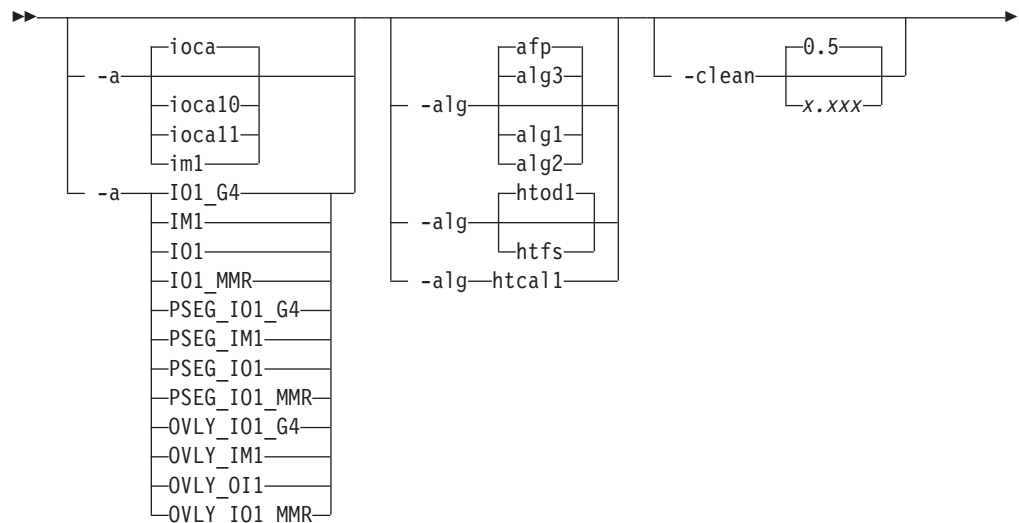 ioca
-a
ioca10
ioca11
im1
-a
IO1_G4
IM1
IO1
IO1_MMR
PSEG_IO1_G4
PSEG_IM1
PSEG_IO1
PSEG_IO1_MMR
OVLY_IO1_G4
OVLY_IM1
OVLY_OI1
OVLY_IO1_MMR
afp
alg3
-alg
alg1
alg2
htod1
-alg
htfs
-alg htcal1
0.5
-clean
x.xxx